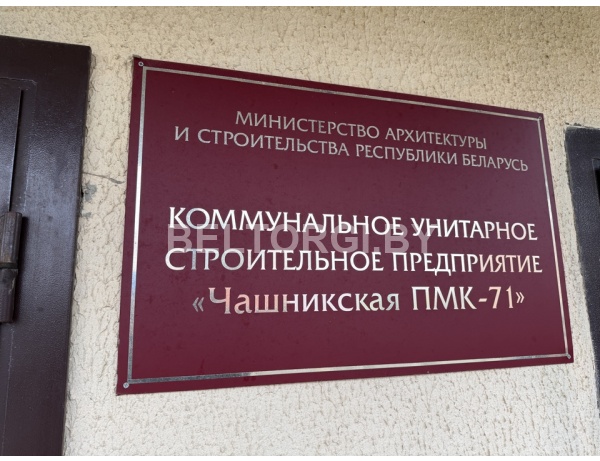 МИНИСТЕРСТВО АРХИТЕКТУРЫ
И СТРОИТЕЛЬСТВА РЕСПУБЛИКИ БЕЛАРУСЬ
КОММУНАЛЬНОЕ УНИТАРНОЕ
BELTORGI.BY
СТРОИТЕЛЬНОЕ ПРЕДПРИЯТИЕ
«Чашникская ПМК-71»